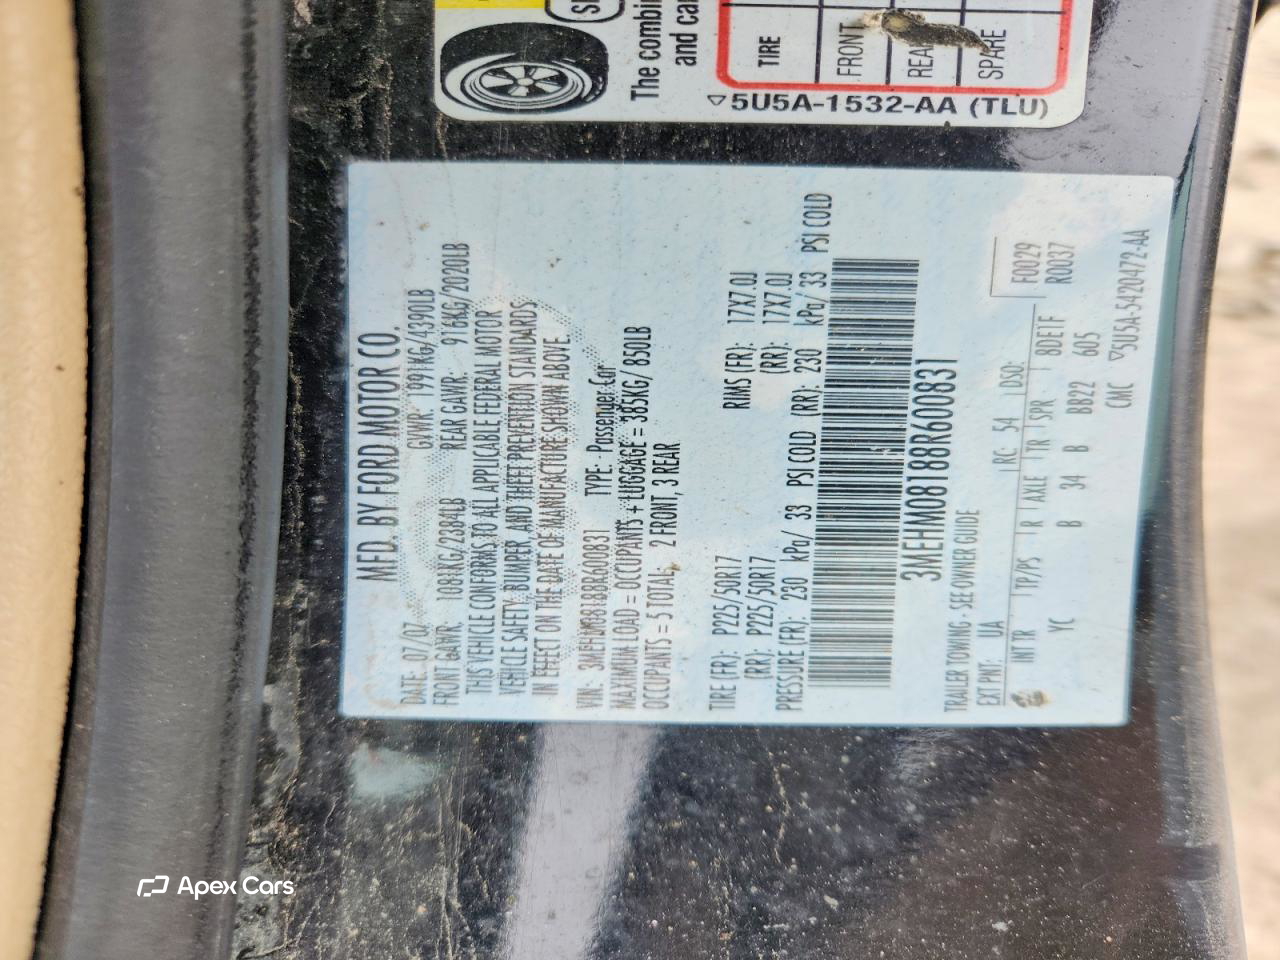 The combin
and car
TIRE
FRONT
REAR
SPARE
5U5A-1532-AA (TLU)
MFD. BY FORD MOTOR CO.
DATE: 07/07 GVWR: 1991KG/4390LB
FRONT GAWR: 1081KG/2384LB REAR GAWR: 916KG/2020LB
THIS VEHICLE CONFORMS TO ALL APPLICABLE FEDERAL MOTOR
VEHICLE SAFETY, BUMPER, AND THEFT PREVENTION STANDARDS
IN EFFECT ON THE DATE OF MANUFACTURE SHOWN ABOVE.
VIN: 3MEHM08188R600831 TYPE: Passenger Car
MAXIMUM LOAD = OCCUPANTS + LUGGAGE = 385KG/ 850LB
OCCUPANTS = 5 TOTAL, 2 FRONT, 3 REAR
TIRE (FR): P225/50R17 RIMS (FR): 17X7.0J
(RR): P225/50R17 (RR): 17X7.0J
PRESSURE (FR): 230 kPa/ 33 PSI COLD (RR): 230 kPa/ 33 PSI COLD
3MEHM08188R600831
TRAILER TOWING - SEE OWNER GUIDE
EXT PNT: UA RC: 54 DSO: F0029
INT TR TP/PS R AXLE TR SPR 8DE1F R0037
YC B 34 B BB22 605
CMC 5U5A-5420472-AA
Apex Cars